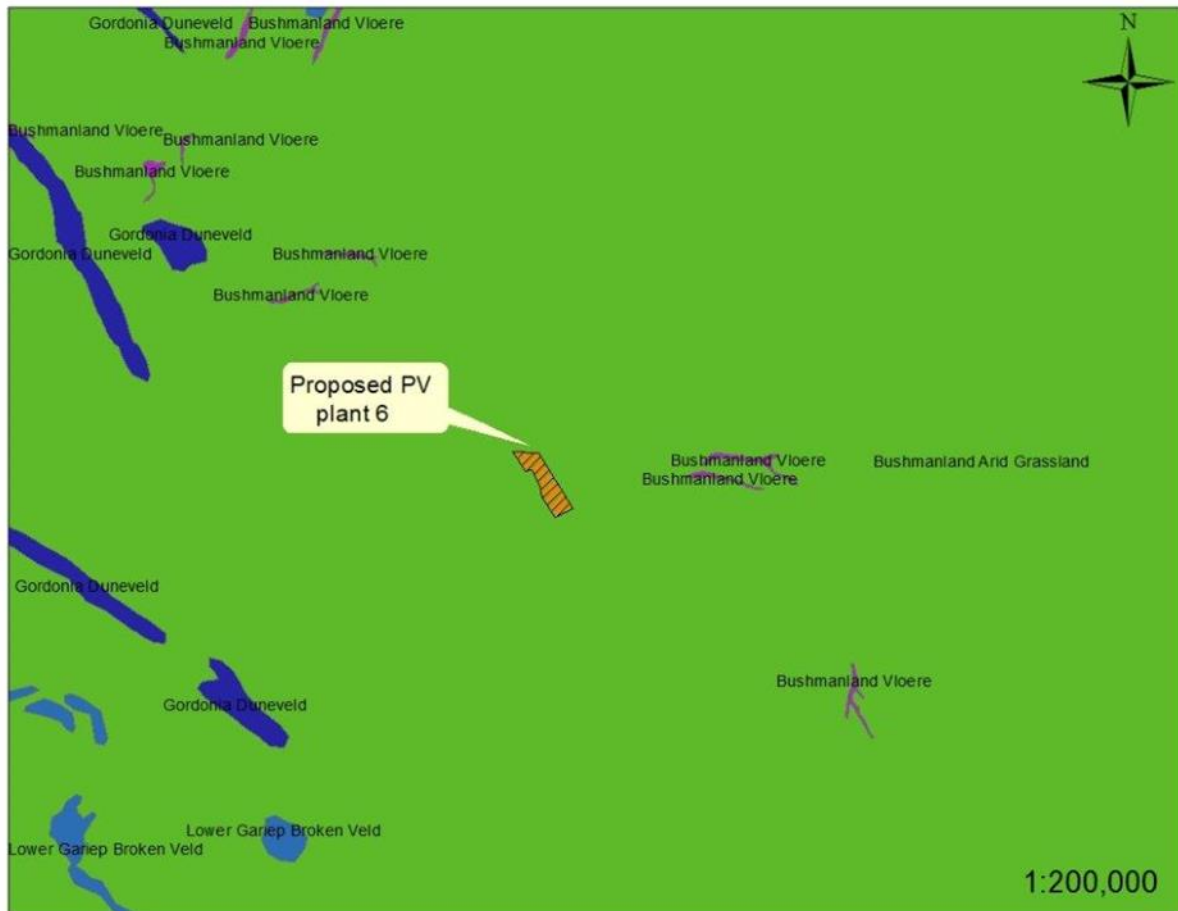 Gordonia Duneveld
Bushmanland Vloere
Bushmanland Vloere
N
Bushmanland Vloere
Bushmanland Vloere
Bushmanland Vloere
Gordonia Duneveld
Gordonia Duneveld
Bushmanland Vloere
Bushmanland Vloere
Proposed PV
plant 6
Bushmanland Vloere
Bushmanland Arid Grassland
Bushmanland Vloere
Gordonia Duneveld
Bushmanland Vloere
Gordonia Duneveld
Lower Gariep Broken Veld
Lower Gariep Broken Veld
1:200,000